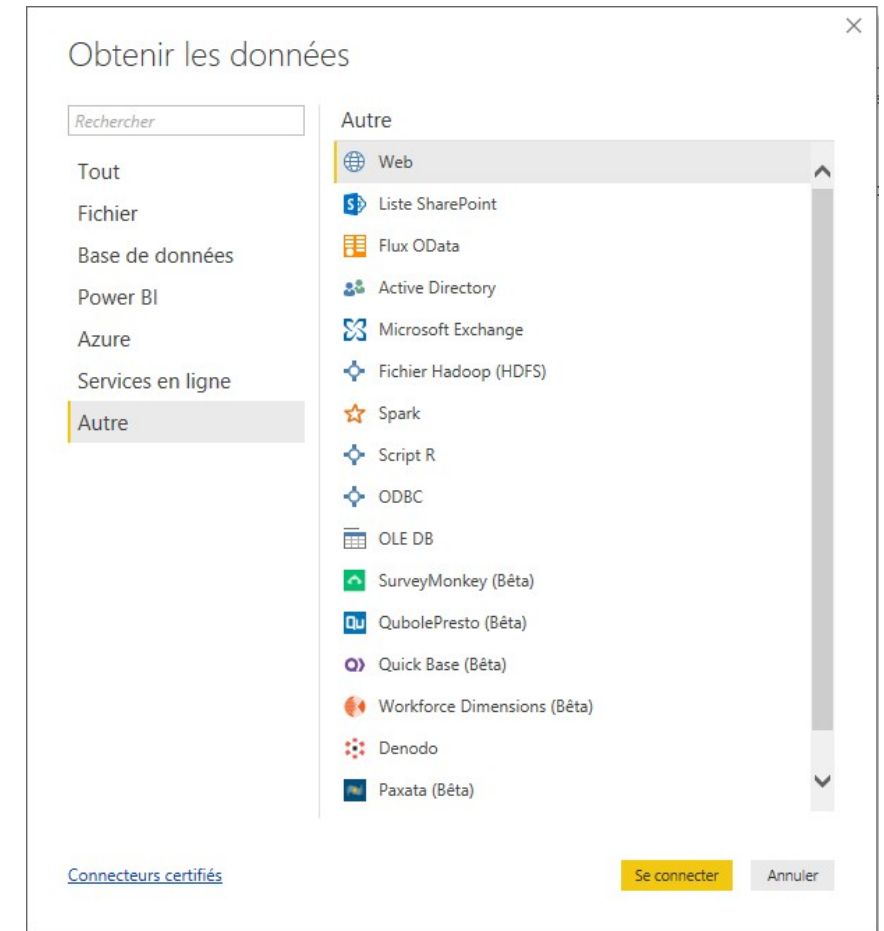 Obtenir les données
Rechercher
Tout
Fichier
Base de données
Power BI
Azure
Services en ligne
Autre
Autre
Web
Liste SharePoint
Flux OData
Active Directory
Microsoft Exchange
Fichier Hadoop (HDFS)
Spark
Script R
ODBC
OLE DB
SurveyMonkey (Bêta)
QubolePresto (Bêta)
Quick Base (Bêta)
Workforce Dimensions (Bêta)
Denodo
Paxata (Bêta)
Connecteurs certifiés
Se connecter
Annuler